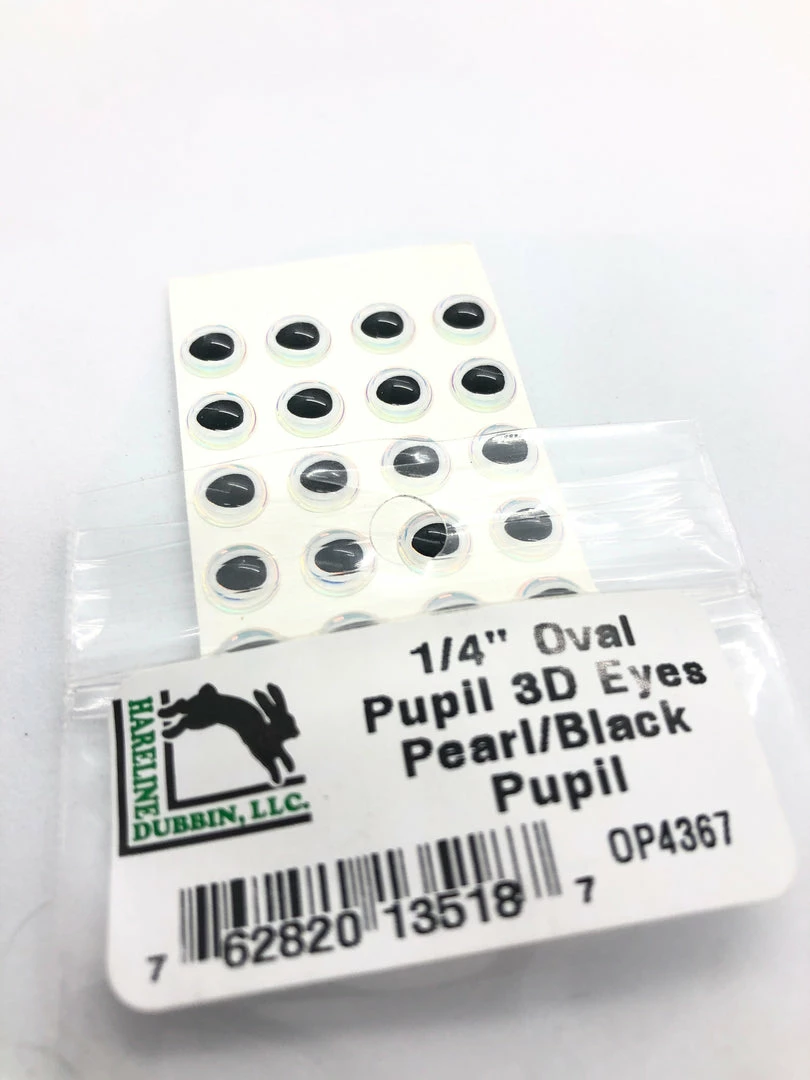 1/4" Oval
Pupil 3D Eyes
Pearl/Black
Pupil
HARELINE
DUBBIN, LLC.
OP4367
7 62820 13518 7